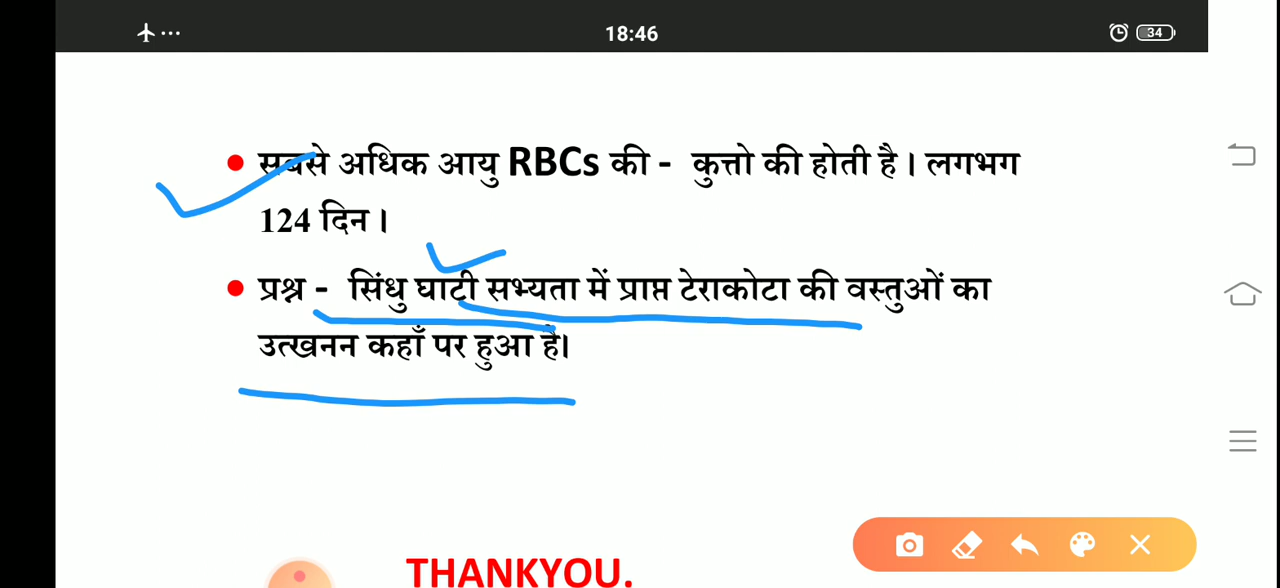 18:46
34
सबसे अधिक आयु RBCs की - कुत्तो की होती है। लगभग
124 दिन।
प्रश्न - सिंधु घाटी सभ्यता में प्राप्त टेराकोटा की वस्तुओं का
उत्खनन कहाँ पर हुआ है।
THANKYOU.